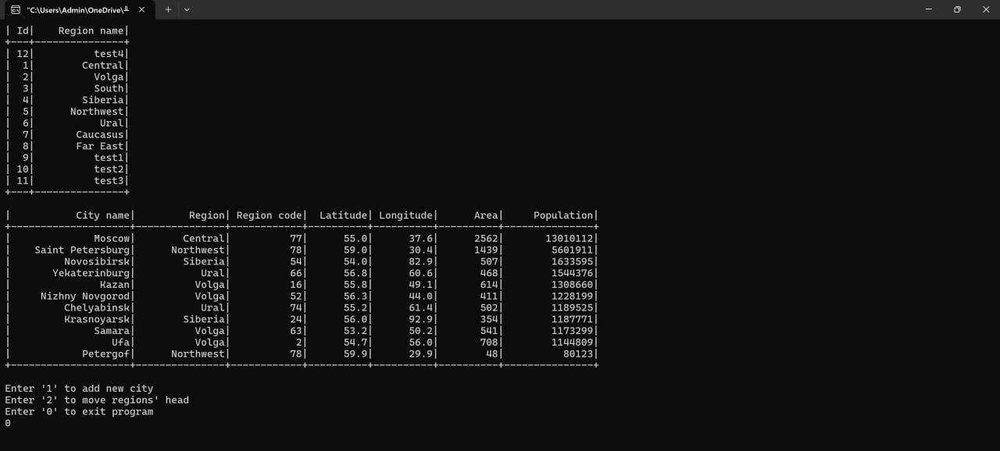 "C:\Users\Admin\OneDrive\
| Id|    Region name|
+---+---------------+
| 12|          test4|
|  1|        Central|
|  2|          Volga|
|  3|          South|
|  4|        Siberia|
|  5|      Northwest|
|  6|           Ural|
|  7|       Caucasus|
|  8|       Far East|
|  9|          test1|
| 10|          test2|
| 11|          test3|
+---+---------------+
|           City name|         Region| Region code|  Latitude| Longitude|      Area|     Population|
+--------------------+---------------+------------+----------+----------+----------+---------------+
|              Moscow|        Central|          77|      55.0|      37.6|      2562|       13010112|
|    Saint Petersburg|      Northwest|          78|      59.0|      30.4|      1439|        5601911|
|         Novosibirsk|        Siberia|          54|      54.0|      82.9|       507|        1633595|
|       Yekaterinburg|           Ural|          66|      56.8|      60.6|       468|        1544376|
|               Kazan|          Volga|          16|      55.8|      49.1|       614|        1308660|
|     Nizhny Novgorod|          Volga|          52|      56.3|      44.0|       411|        1228199|
|         Chelyabinsk|           Ural|          74|      55.2|      61.4|       502|        1189525|
|         Krasnoyarsk|        Siberia|          24|      56.0|      92.9|       354|        1187771|
|              Samara|          Volga|          63|      53.2|      50.2|       541|        1173299|
|                 Ufa|          Volga|           2|      54.7|      56.0|       708|        1144809|
|            Petergof|      Northwest|          78|      59.9|      29.9|        48|          80123|
+--------------------+---------------+------------+----------+----------+----------+---------------+
Enter '1' to add new city
Enter '2' to move regions' head
Enter '0' to exit program
0